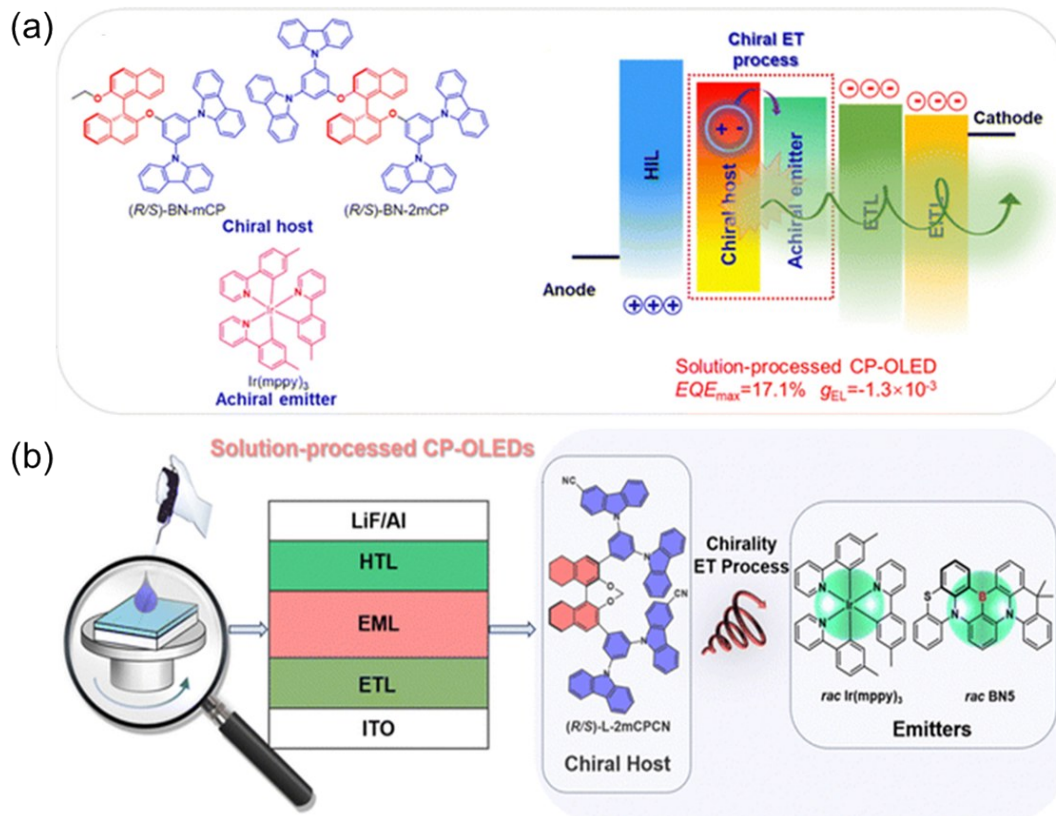 (a)
N
N
O
O
N
N
O
O
N
N
N
N
(R/S)-BN-mCP
(R/S)-BN-2mCP
Chiral host
N
N
Ir
N
Ir(mppy)₃
Achiral emitter
Chiral ET
process
HIL
+ -
Chiral host
Achiral emitter
ETL
EITL
- - -
- - -
Cathode
Anode
+++
Solution-processed CP-OLED
EQEmax=17.1% gEL=-1.3×10⁻³
(b)
Solution-processed CP-OLEDs
LiF/Al
HTL
EML
ETL
ITO
NC
N
N
O
O
CN
N
N
(R/S)-L-2mCPCN
Chiral Host
Chirality
ET Process
N
Ir
N
N
rac Ir(mppy)₃
S
B
N
N
rac BN5
Emitters